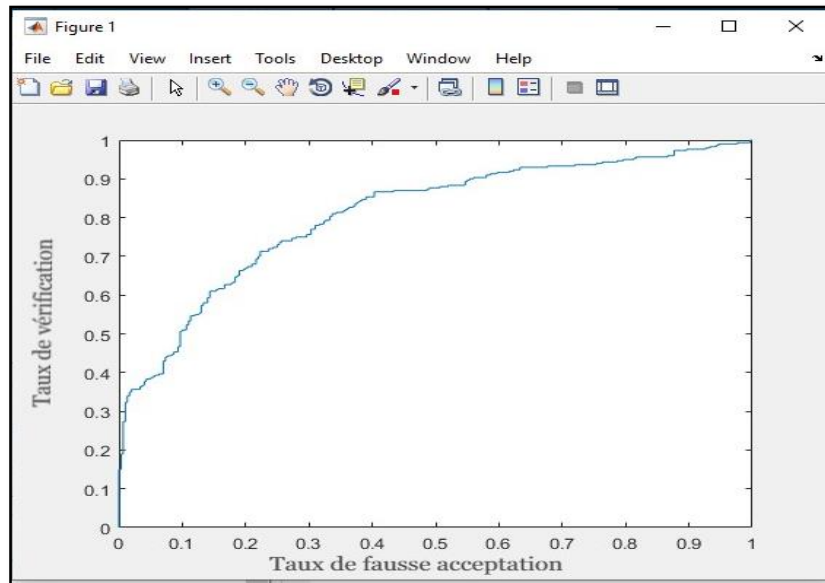 Figure 1
File Edit View Insert Tools Desktop Window Help
1
0.9
0.8
0.7
0.6
0.5
0.4
0.3
0.2
0.1
0
Taux de vérification
0 0.1 0.2 0.3 0.4 0.5 0.6 0.7 0.8 0.9 1
Taux de fausse acceptation